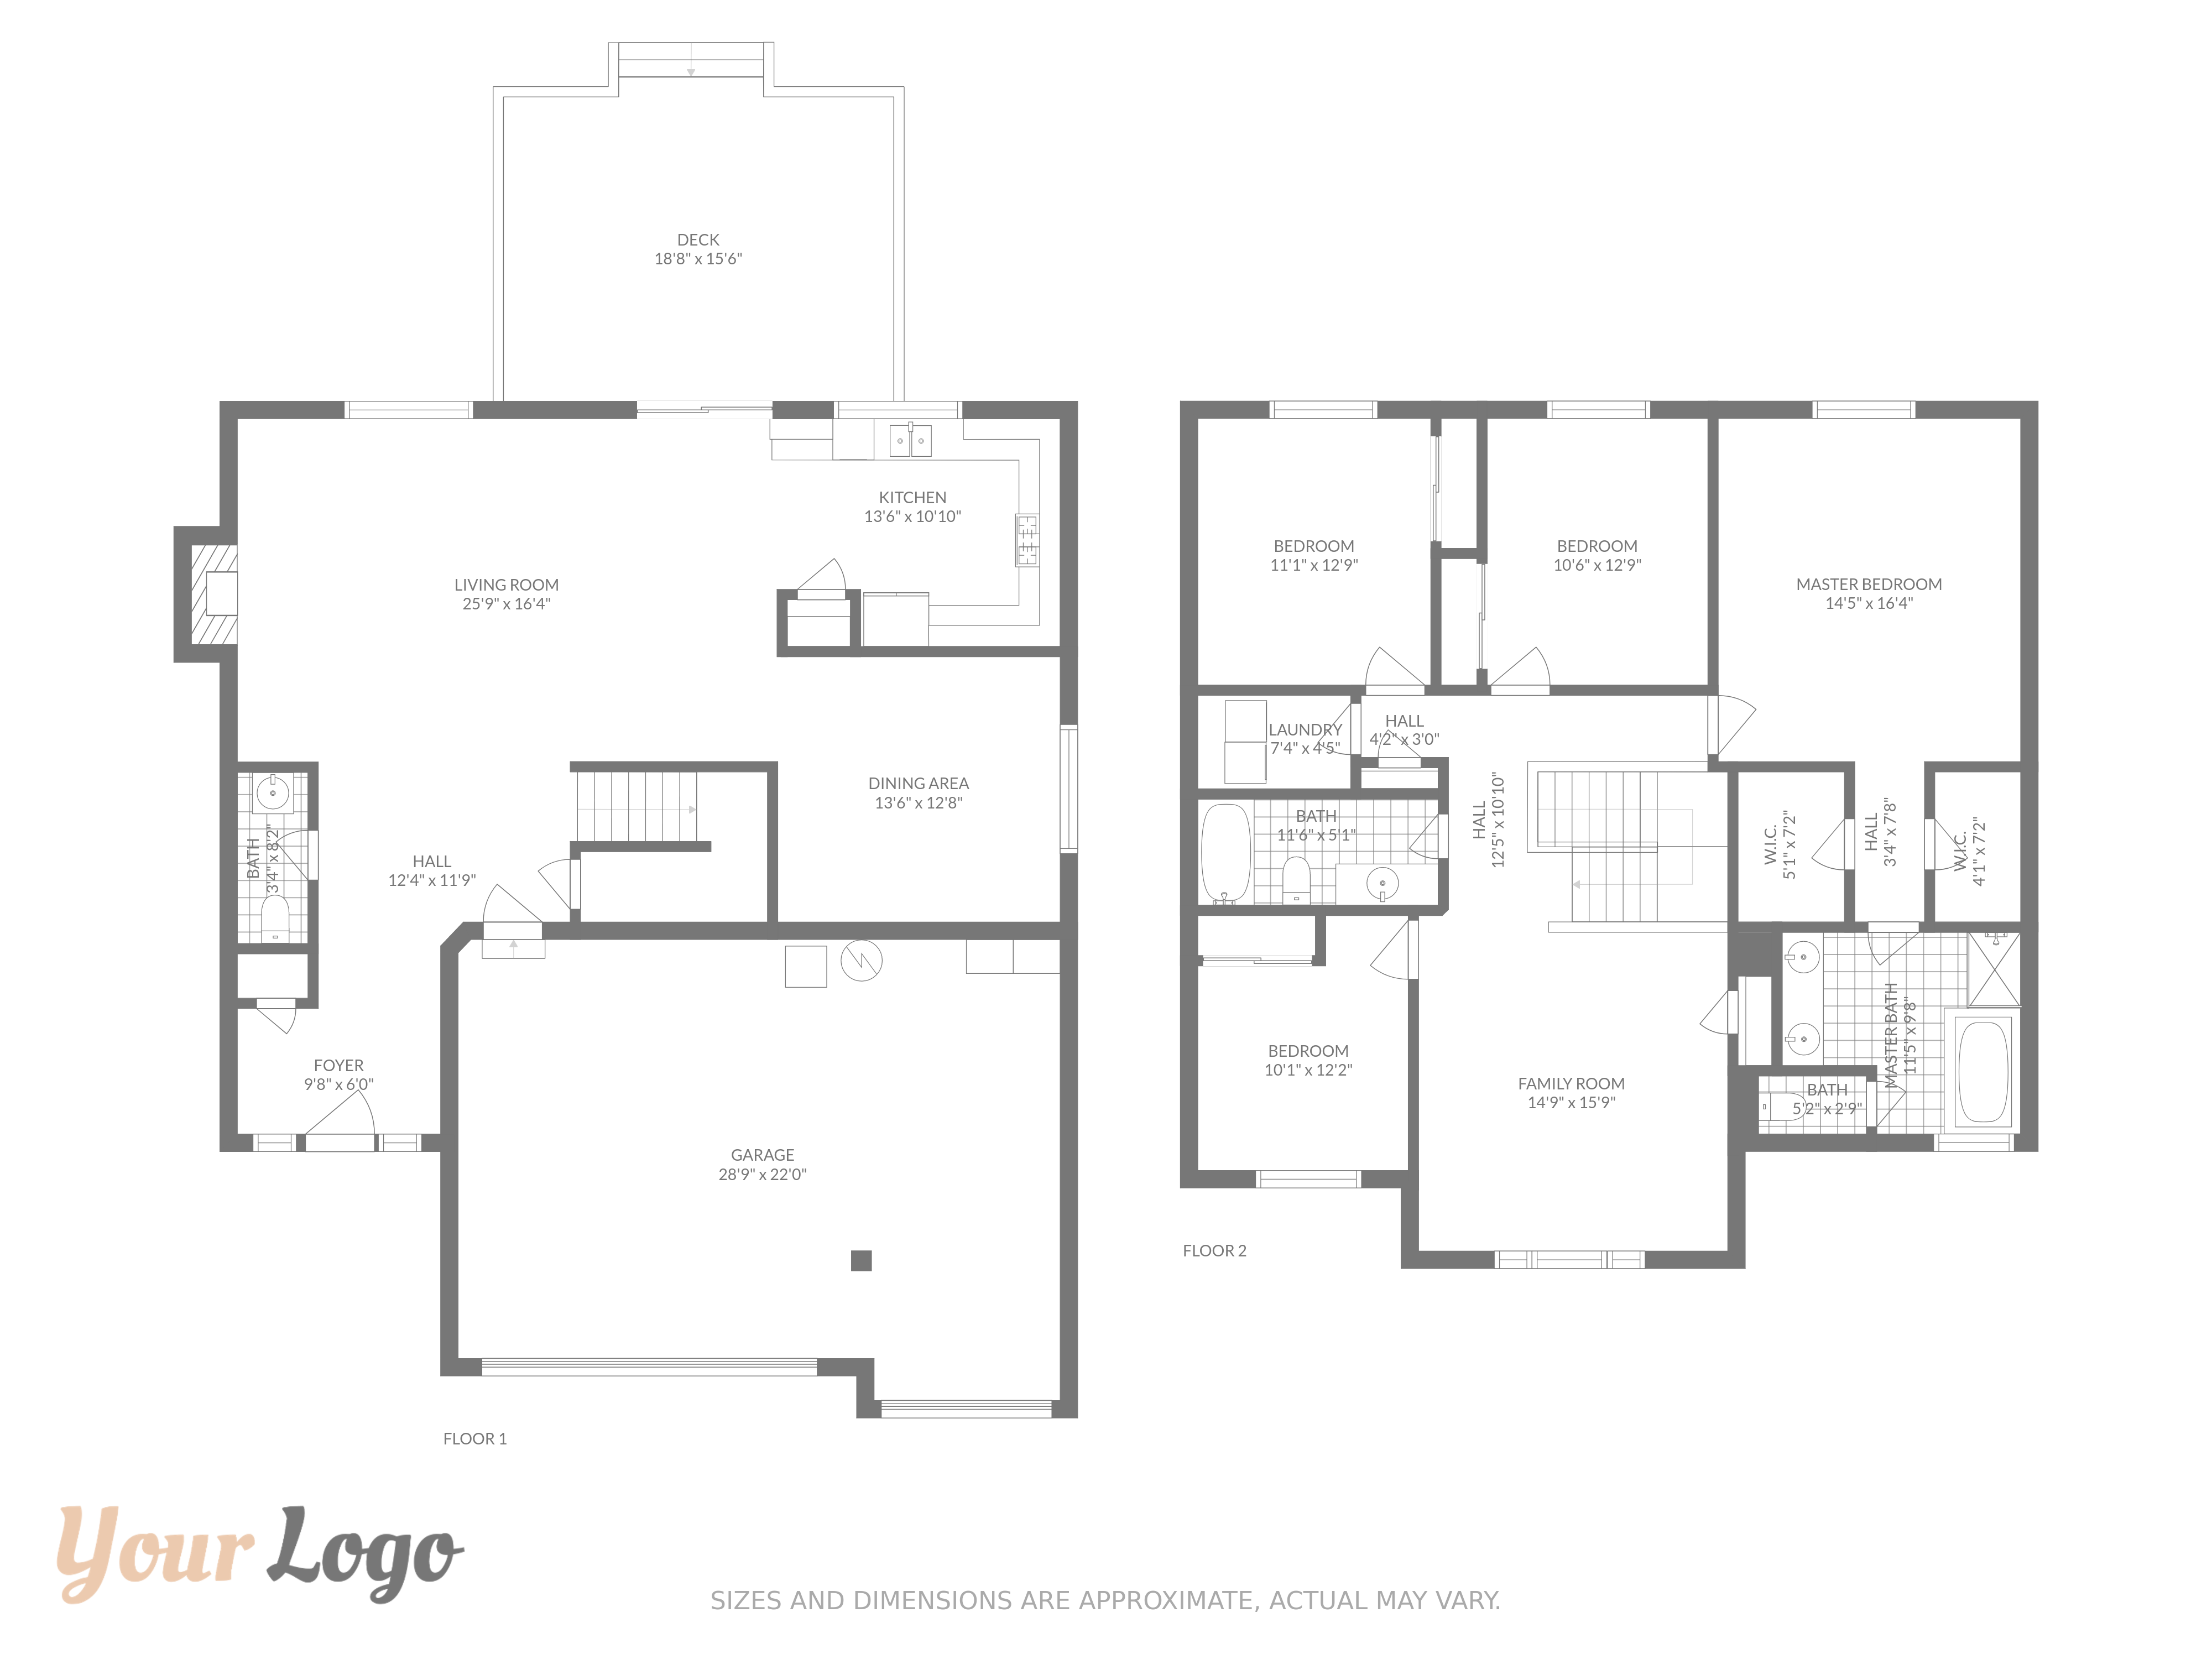 DECK
18'8" x 15'6"
KITCHEN
13'6" x 10'10"
LIVING ROOM
25'9" x 16'4"
DINING AREA
13'6" x 12'8"
BATH
3'4" x 8'2"
HALL
12'4" x 11'9"
FOYER
9'8" x 6'0"
GARAGE
28'9" x 22'0"
FLOOR 1
BEDROOM
11'1" x 12'9"
BEDROOM
10'6" x 12'9"
MASTER BEDROOM
14'5" x 16'4"
LAUNDRY
7'4" x 4'5"
HALL
4'2" x 3'0"
BATH
11'6" x 5'1"
HALL
12'5" x 10'10"
W.I.C.
5'1" x 7'2"
HALL
3'4" x 7'8"
W.I.C.
4'1" x 7'2"
BEDROOM
10'1" x 12'2"
FAMILY ROOM
14'9" x 15'9"
MASTER BATH
11'5" x 9'8"
BATH
5'2" x 2'9"
FLOOR 2
Your Logo
SIZES AND DIMENSIONS ARE APPROXIMATE, ACTUAL MAY VARY.